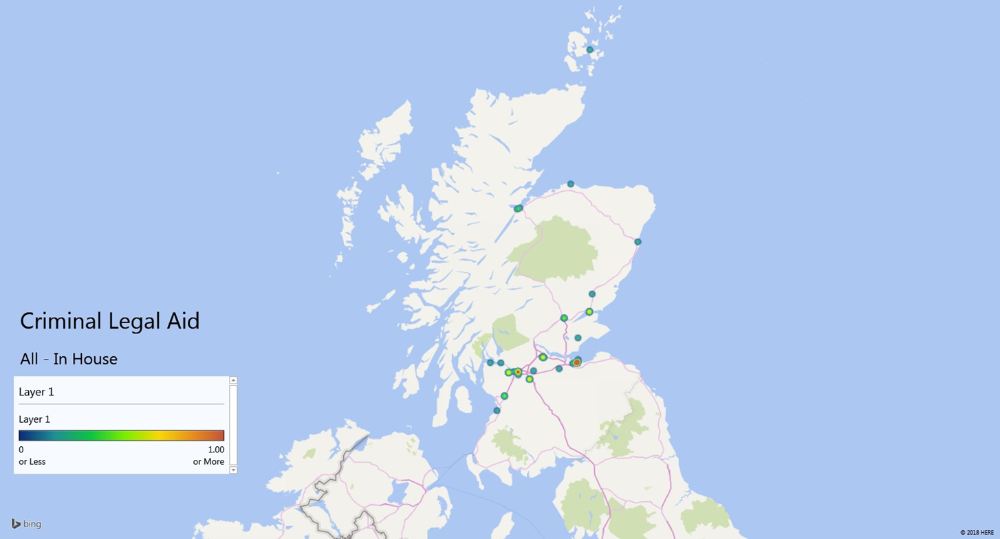 Criminal Legal Aid
All - In House
Layer 1
Layer 1
0
1.00
or Less
or More
bing
© 2018 HERE